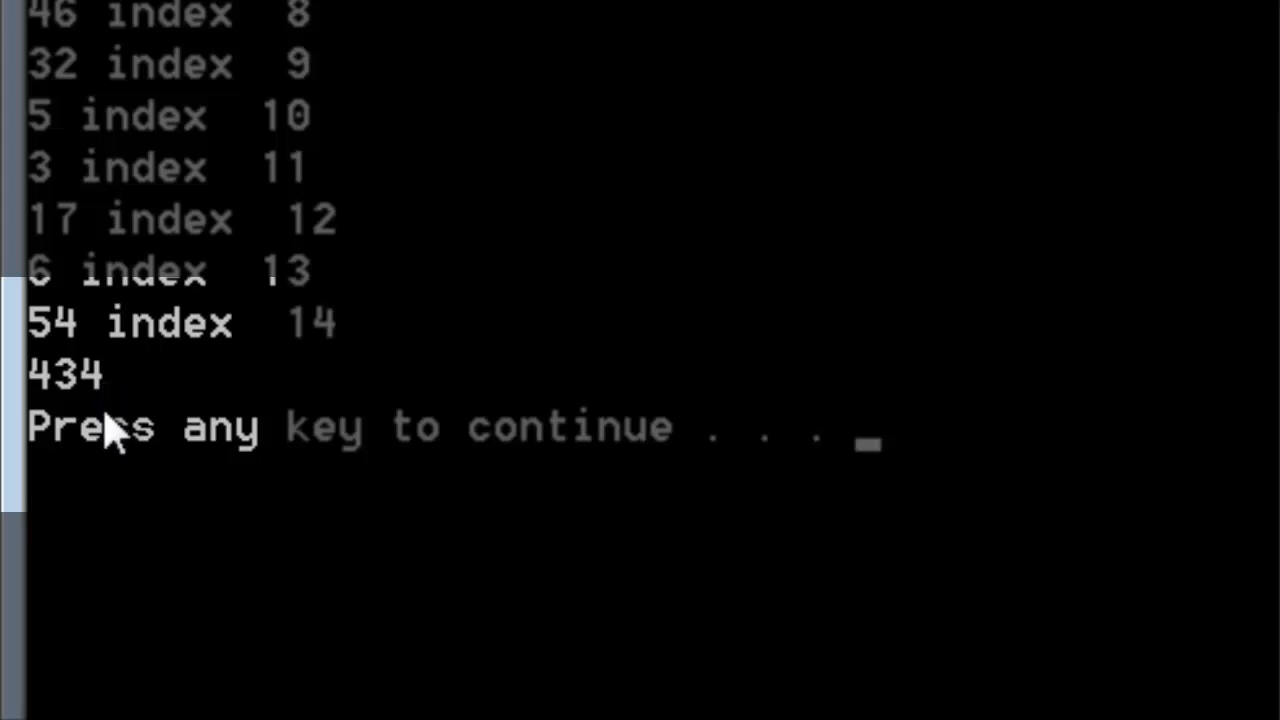 46 index  8
32 index  9
5 index  10
3 index  11
17 index  12
6 index  13
54 index  14
434
Press any key to continue . . . _